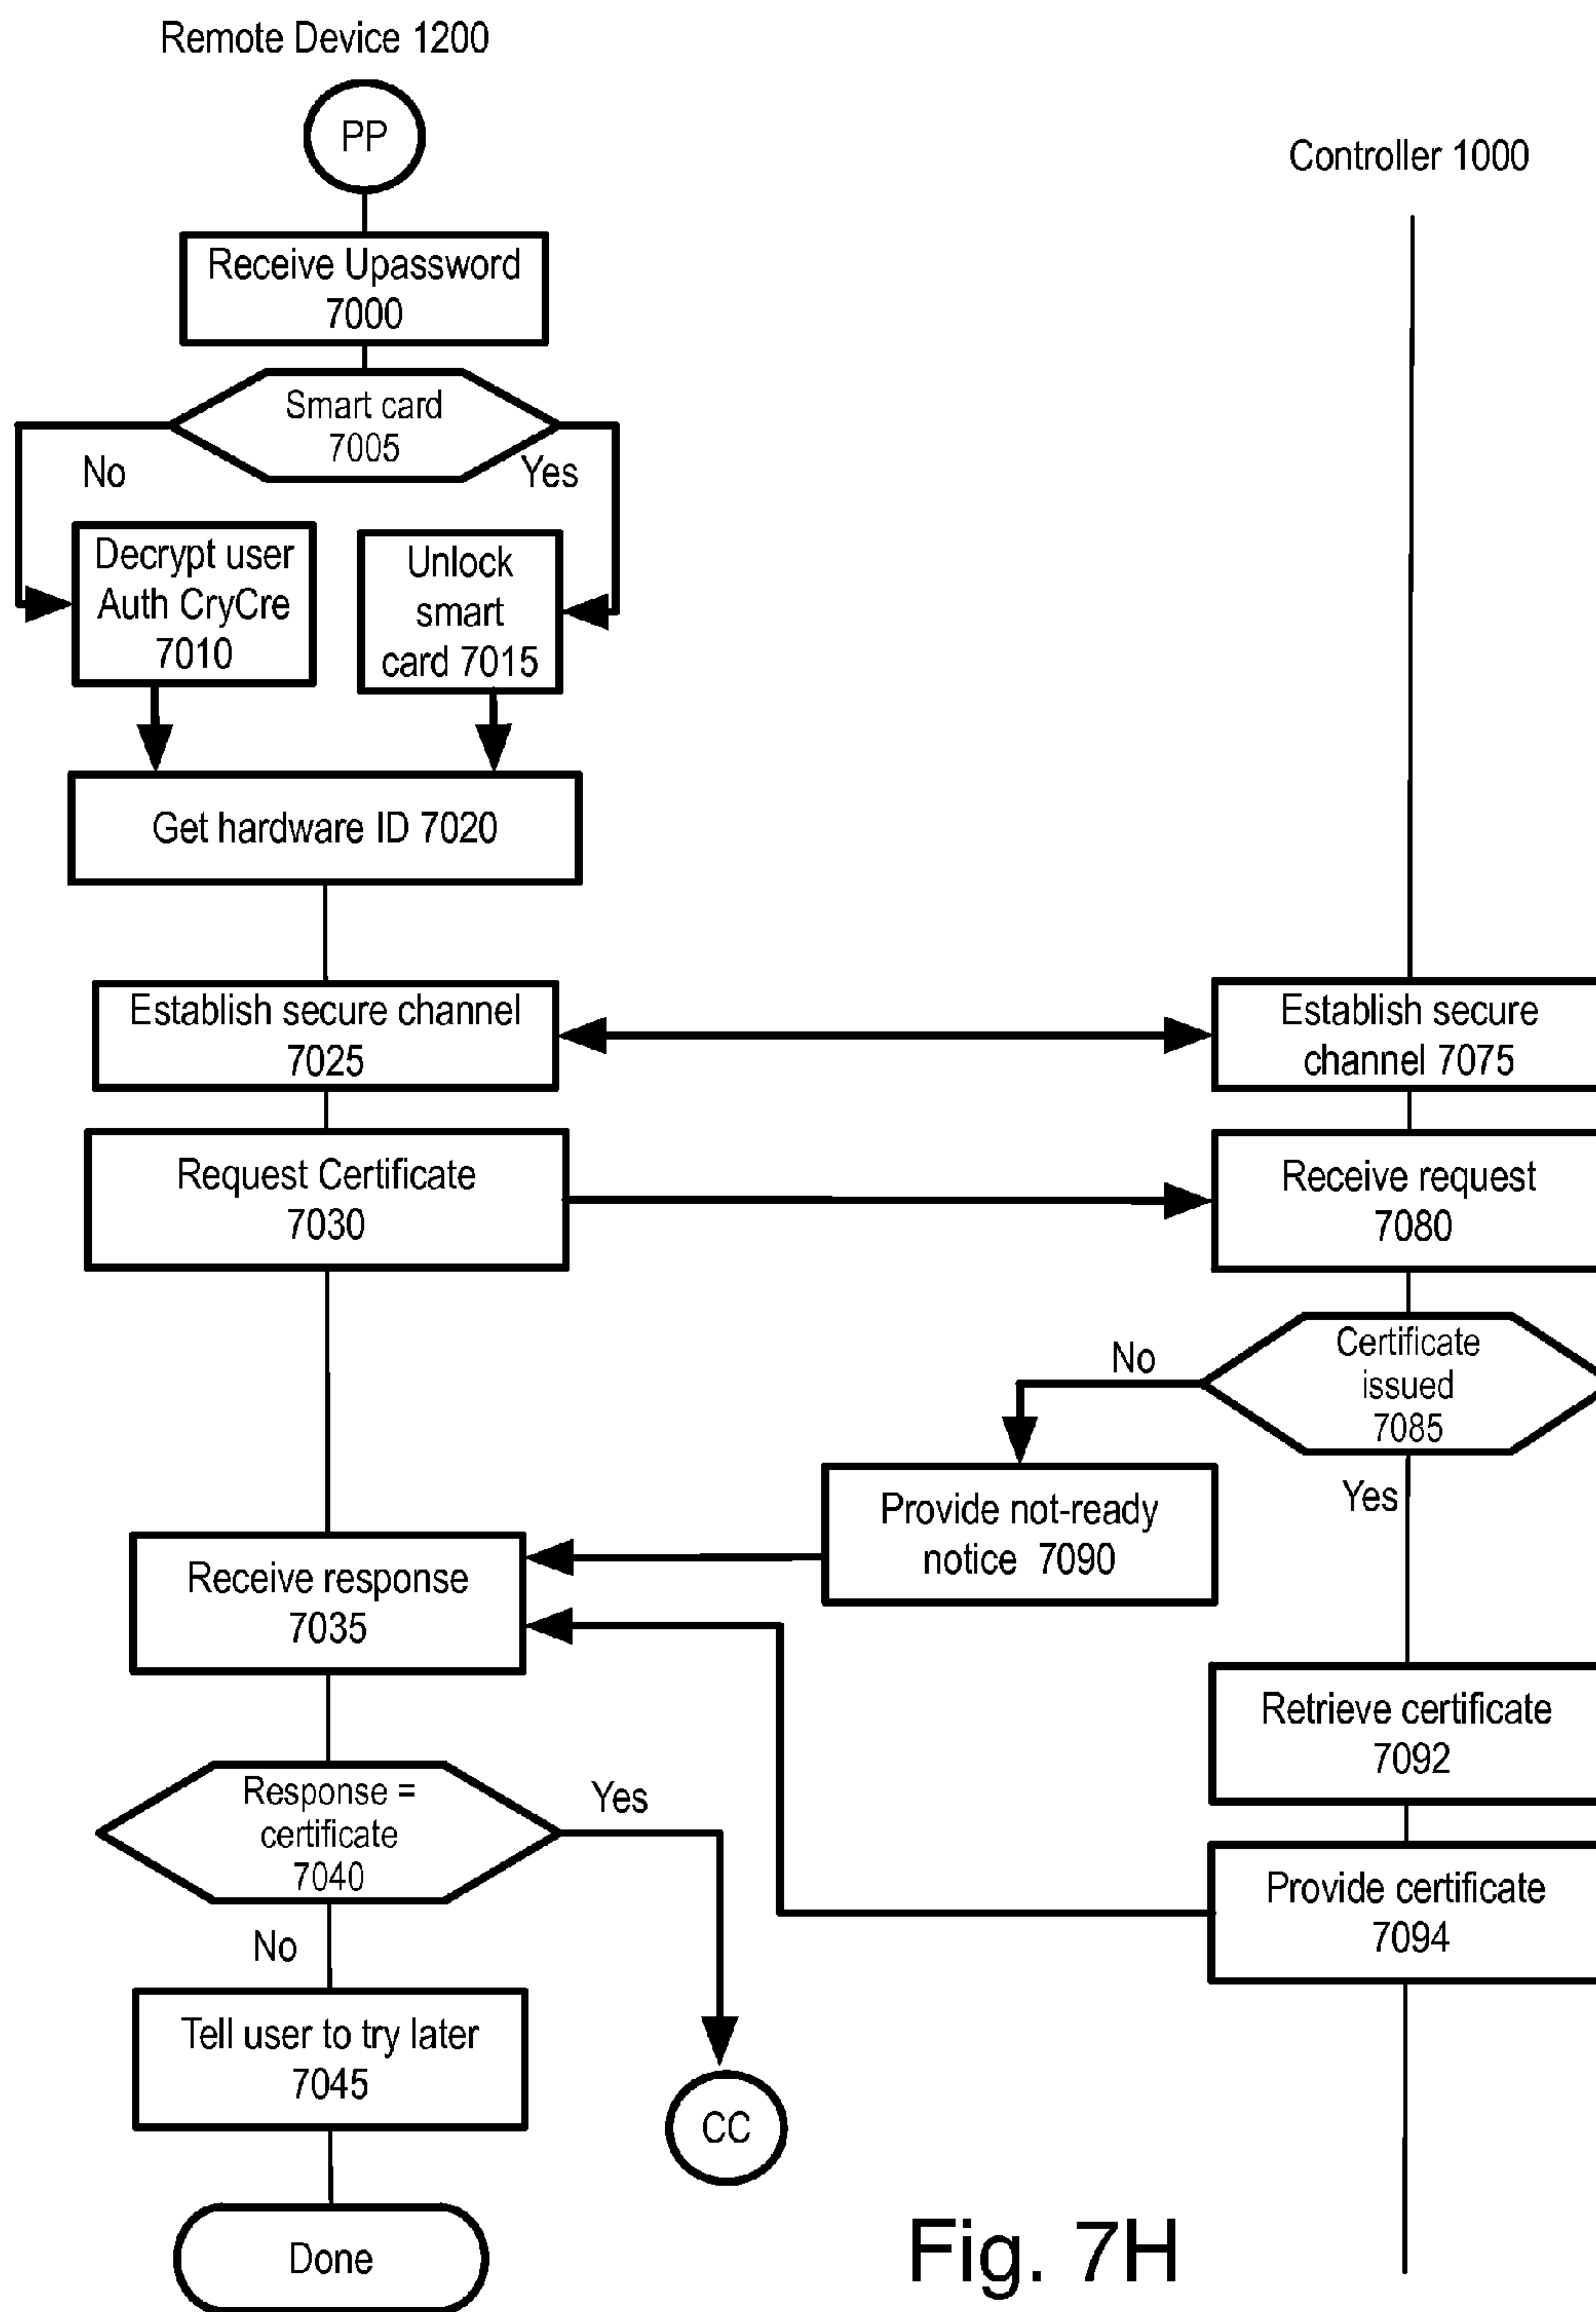 Remote Device 1200
PP
Controller 1000
Receive Upassword
7000
Smart card
7005
No
Yes
Decrypt user
Auth CryCre
7010
Unlock
smart
card 7015
Get hardware ID 7020
Establish secure channel
7025
Establish secure
channel 7075
Request Certificate
7030
Receive request
7080
Certificate
issued
7085
No
Yes
Provide not-ready
notice 7090
Receive response
7035
Retrieve certificate
7092
Response =
certificate
7040
Yes
No
Provide certificate
7094
Tell user to try later
7045
CC
Done
Fig. 7H